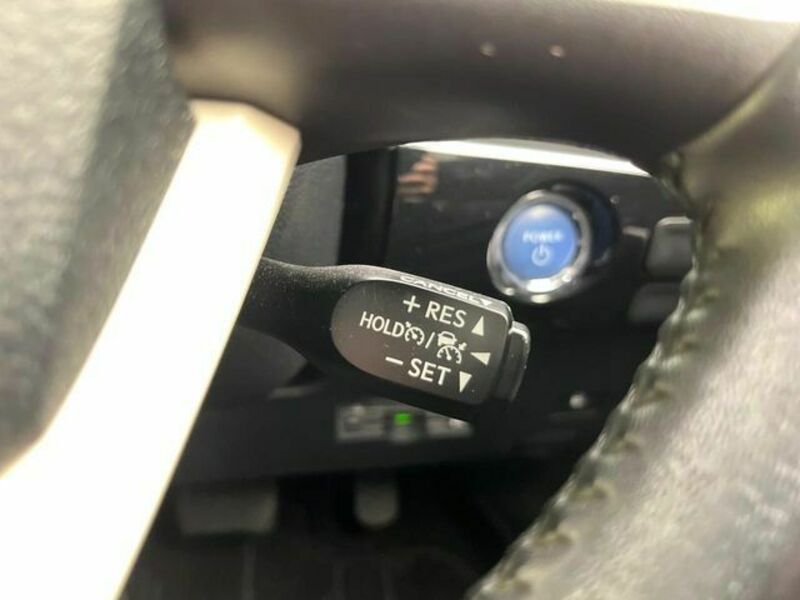 CANCEL
+ RES
HOLD /
- SET
POWER